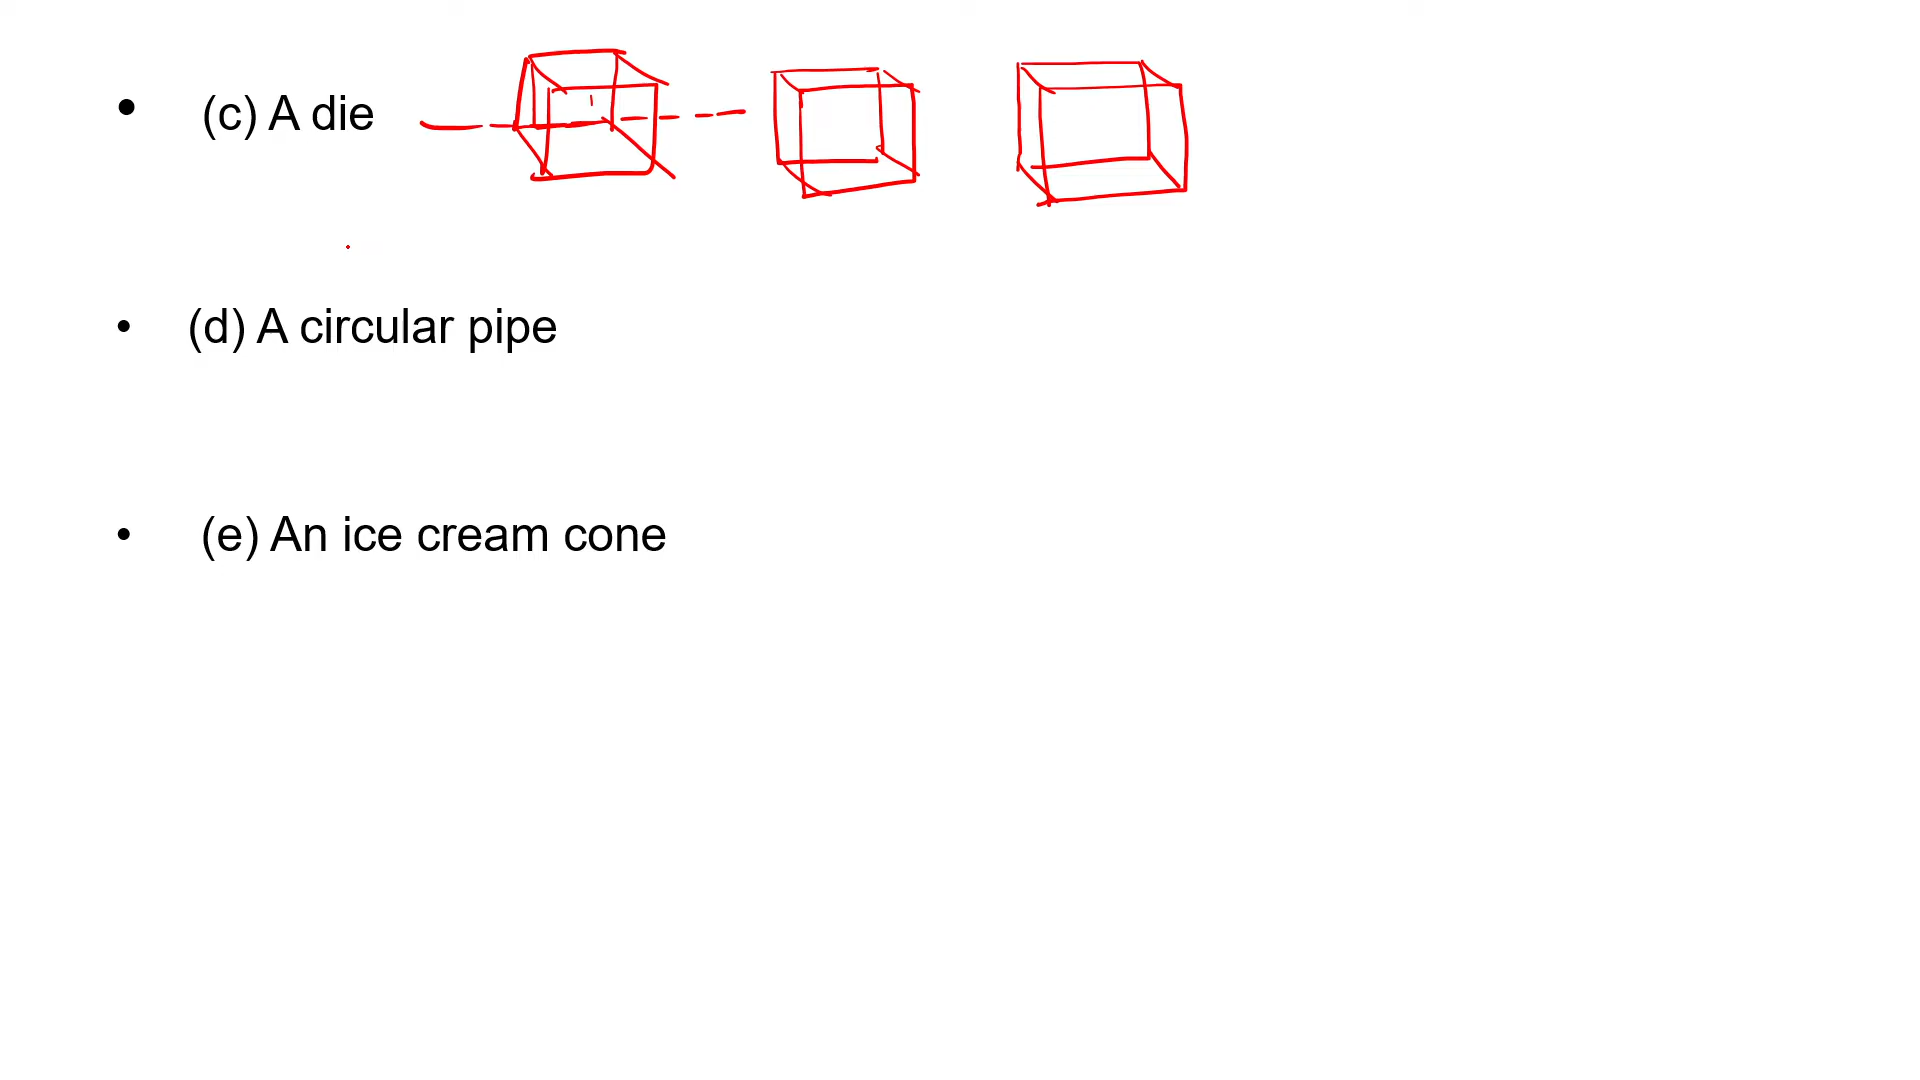 • (c) A die
• (d) A circular pipe
• (e) An ice cream cone